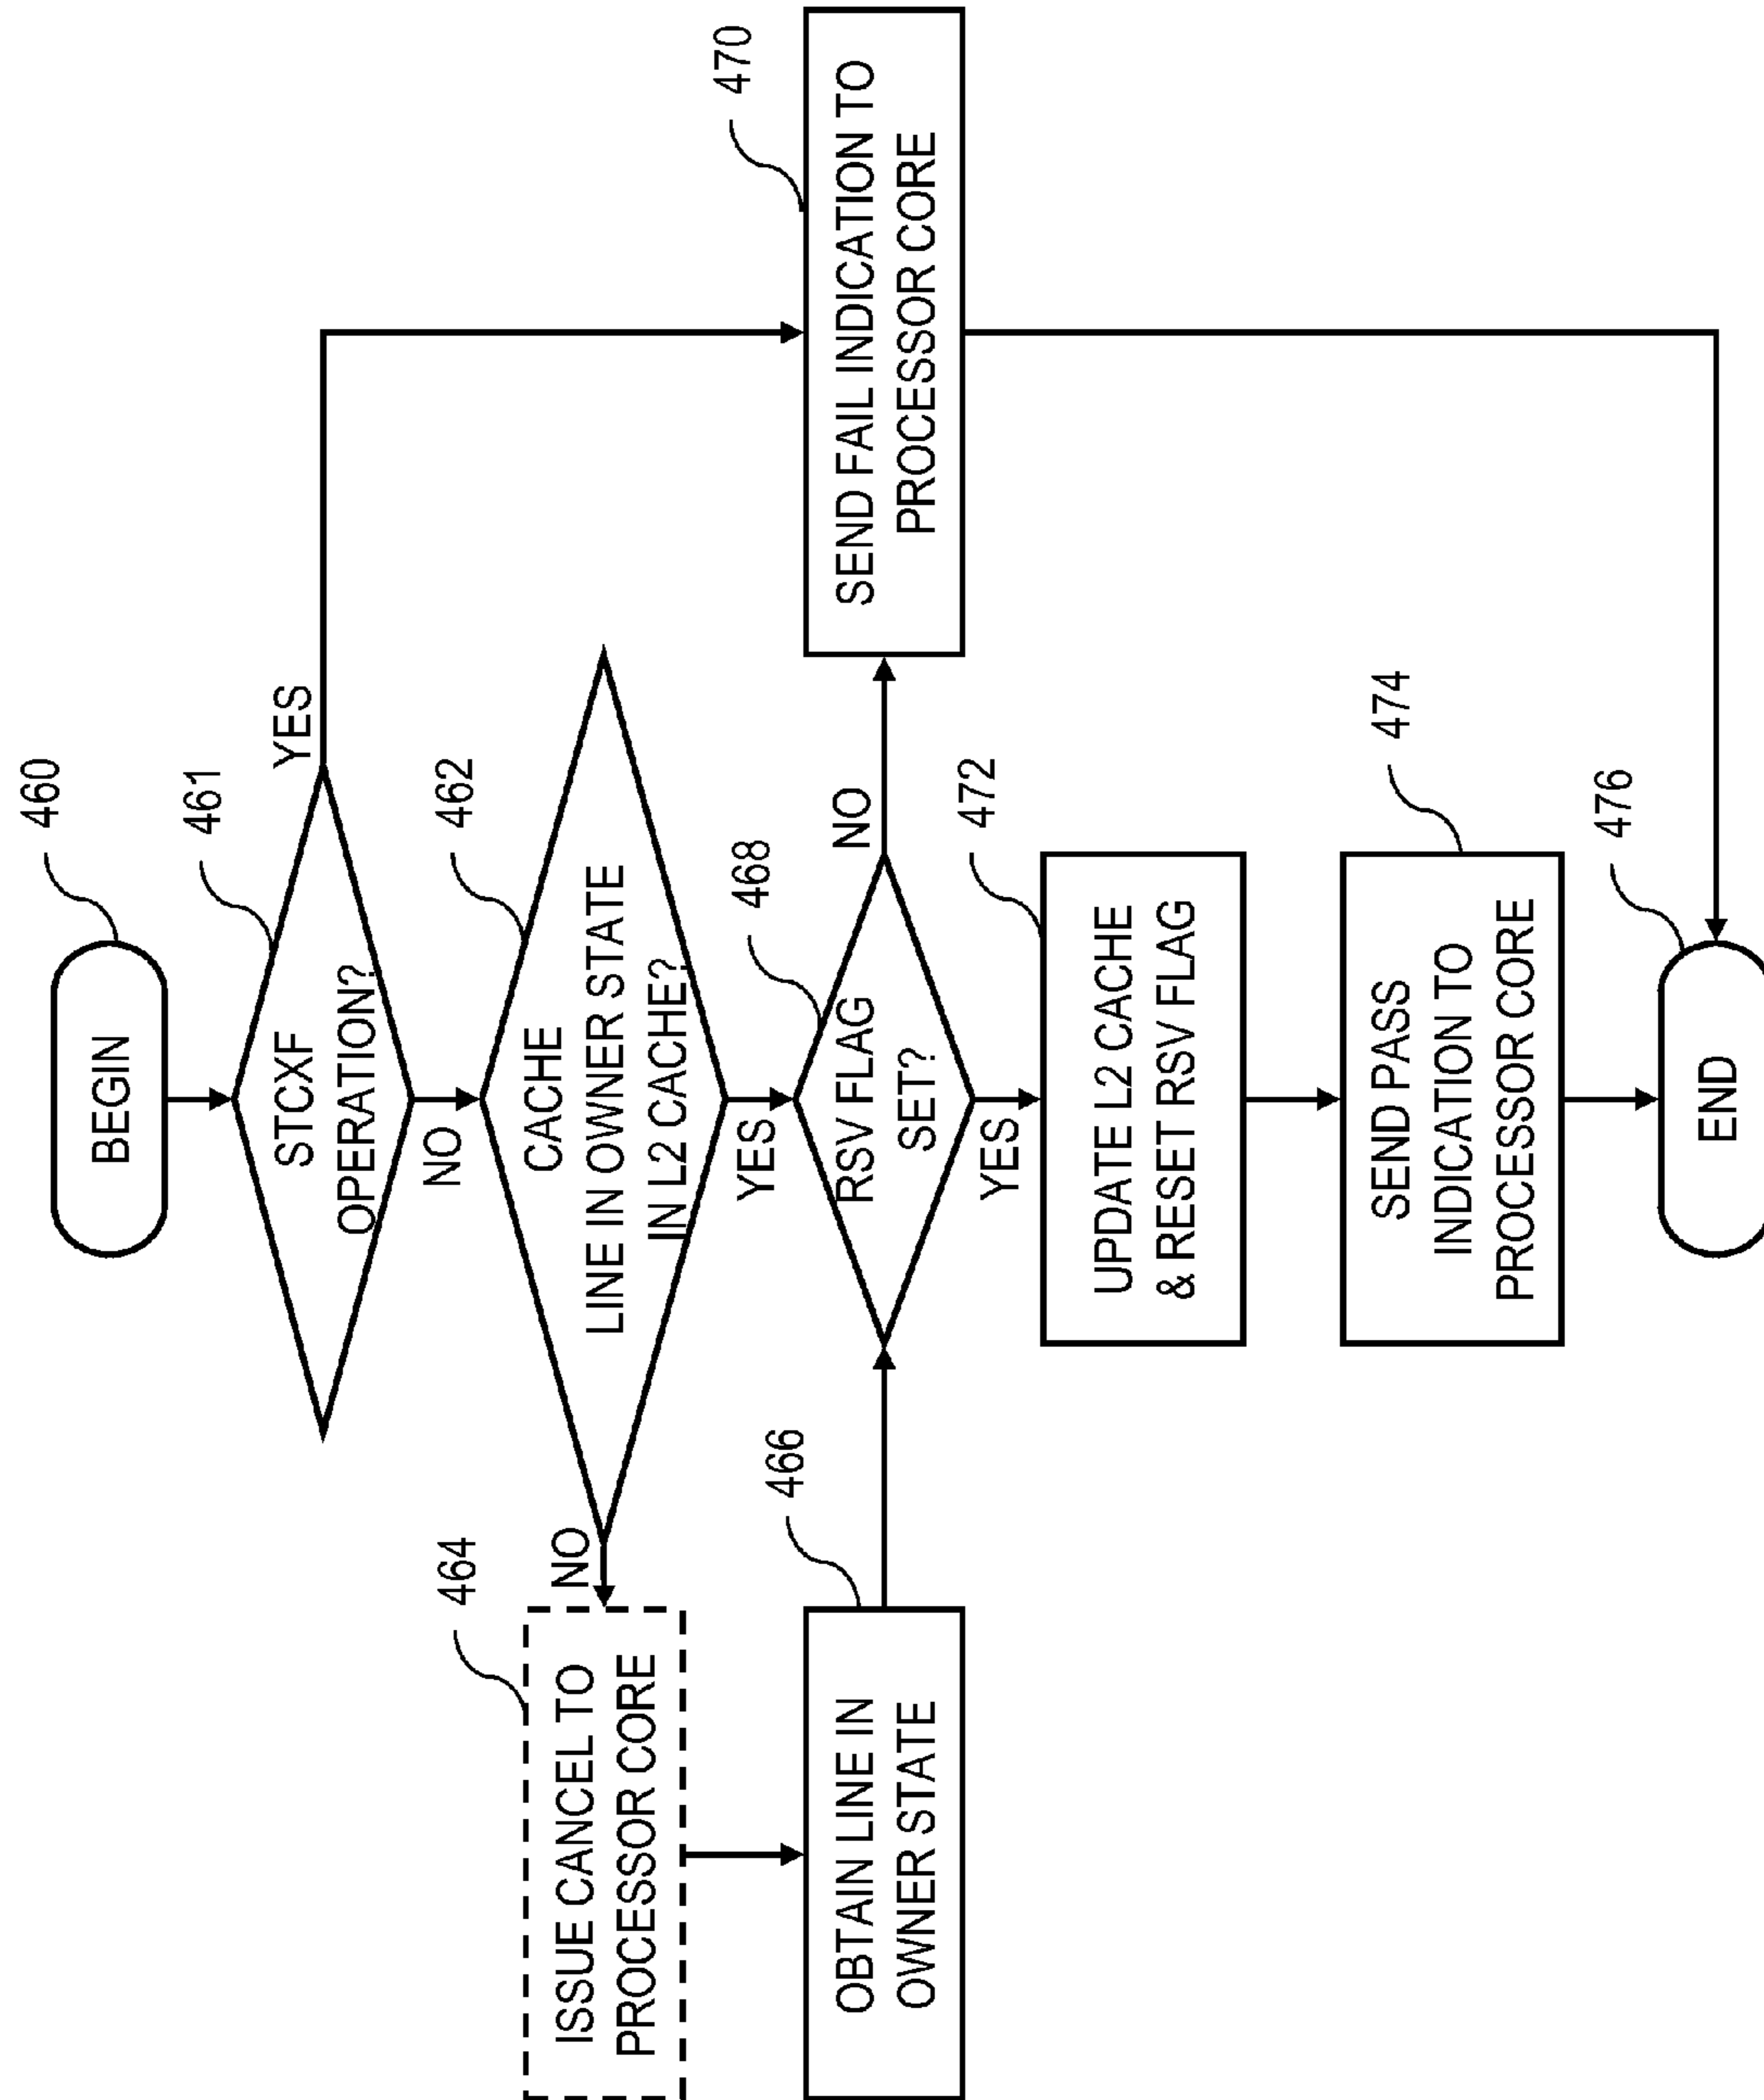 460
BEGIN
461
STCXF
OPERATION?
YES
NO
462
CACHE
LINE IN OWNER STATE
IN L2 CACHE?
NO
464
ISSUE CANCEL TO
PROCESSOR CORE
YES
466
OBTAIN LINE IN
OWNER STATE
468
RSV FLAG
SET?
NO
470
SEND FAIL INDICATION TO
PROCESSOR CORE
YES
472
UPDATE L2 CACHE
& RESET RSV FLAG
474
SEND PASS
INDICATION TO
PROCESSOR CORE
476
END